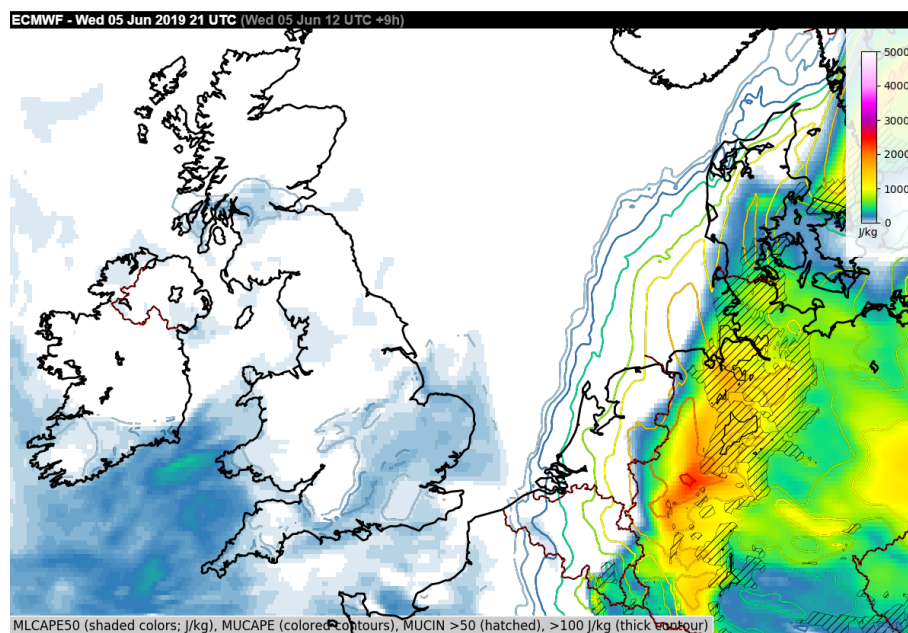 ECMWF - Wed 05 Jun 2019 21 UTC (Wed 05 Jun 12 UTC +9h)
5000
4000
3000
2000
1000
0
J/kg
MLCAPE50 (shaded colors; J/kg), MUCAPE (colored contours), MUCIN >50 (hatched), >100 J/kg (thick contour)